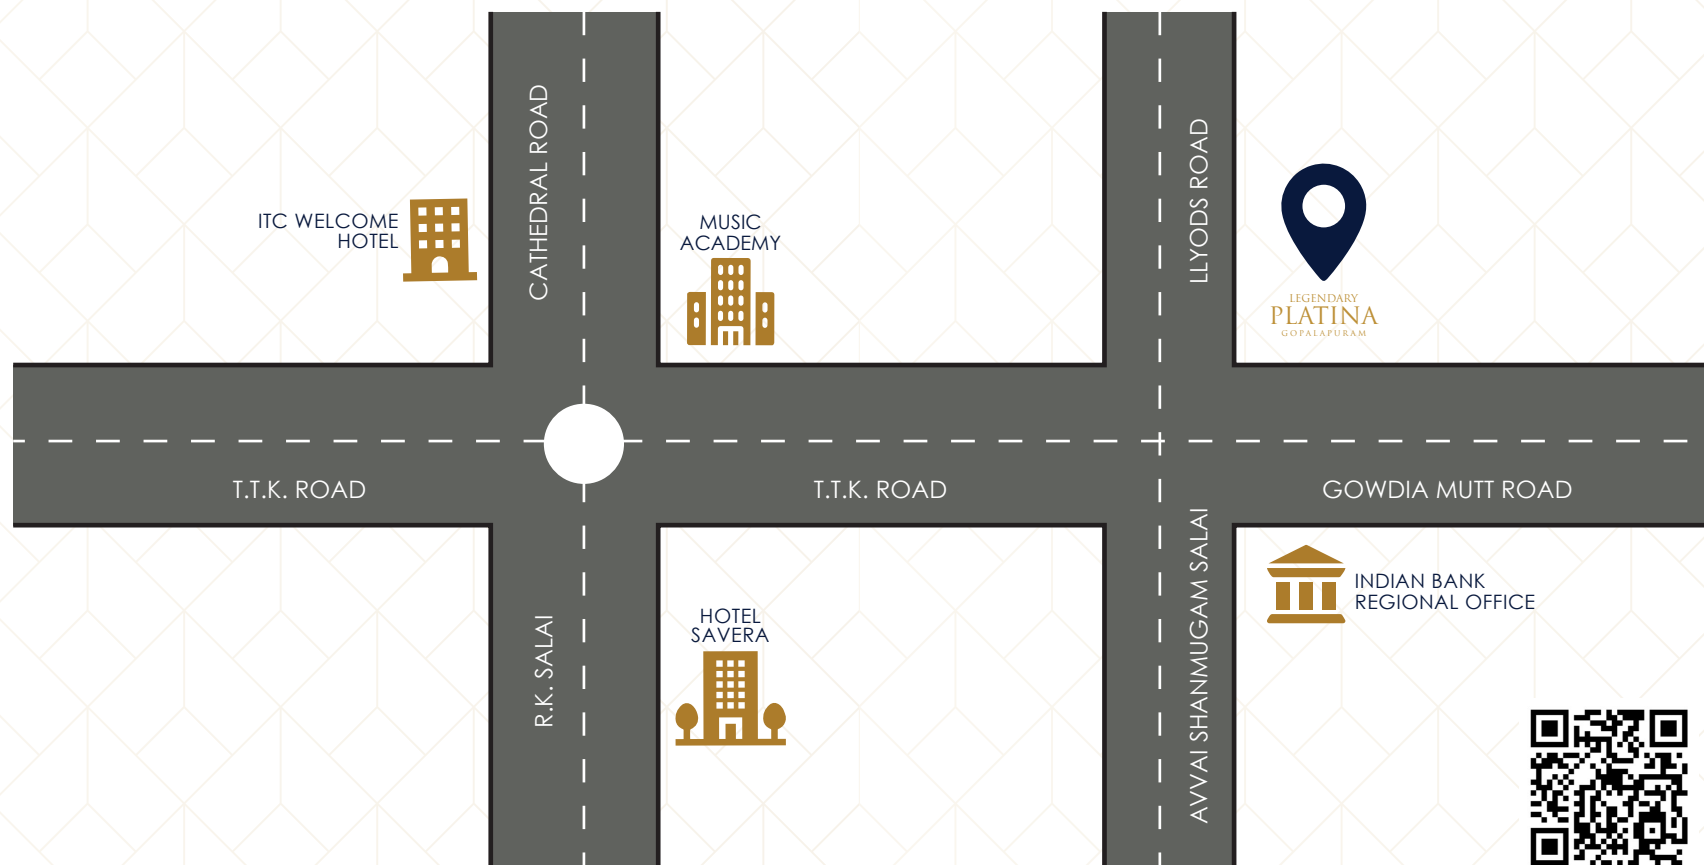 CATHEDRAL ROAD
LLYODS ROAD
ITC WELCOME
HOTEL
MUSIC
ACADEMY
LEGENDARY
PLATINA
GOPALAPURAM
T.T.K. ROAD
T.T.K. ROAD
GOWDIA MUTT ROAD
R.K. SALAI
HOTEL
SAVERA
AVVAI SHANMUGAM SALAI
INDIAN BANK
REGIONAL OFFICE